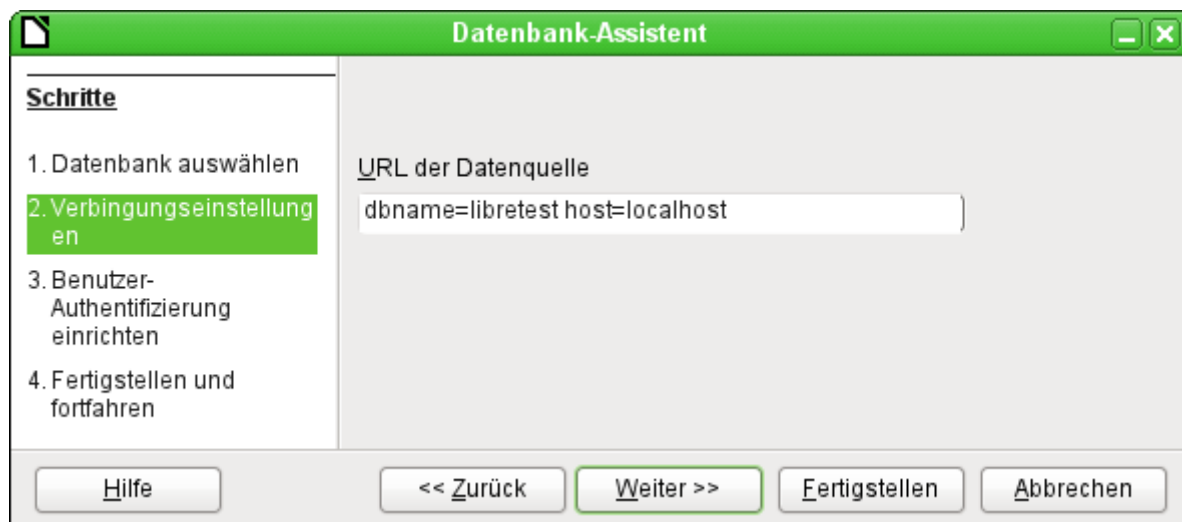 Datenbank-Assistent
Schritte
1. Datenbank auswählen
2. Verbingungseinstellung
en
3. Benutzer-
Authentifizierung
einrichten
4. Fertigstellen und
fortfahren
URL der Datenquelle
dbname=libretest host=localhost
Hilfe
<< Zurück
Weiter >>
Fertigstellen
Abbrechen